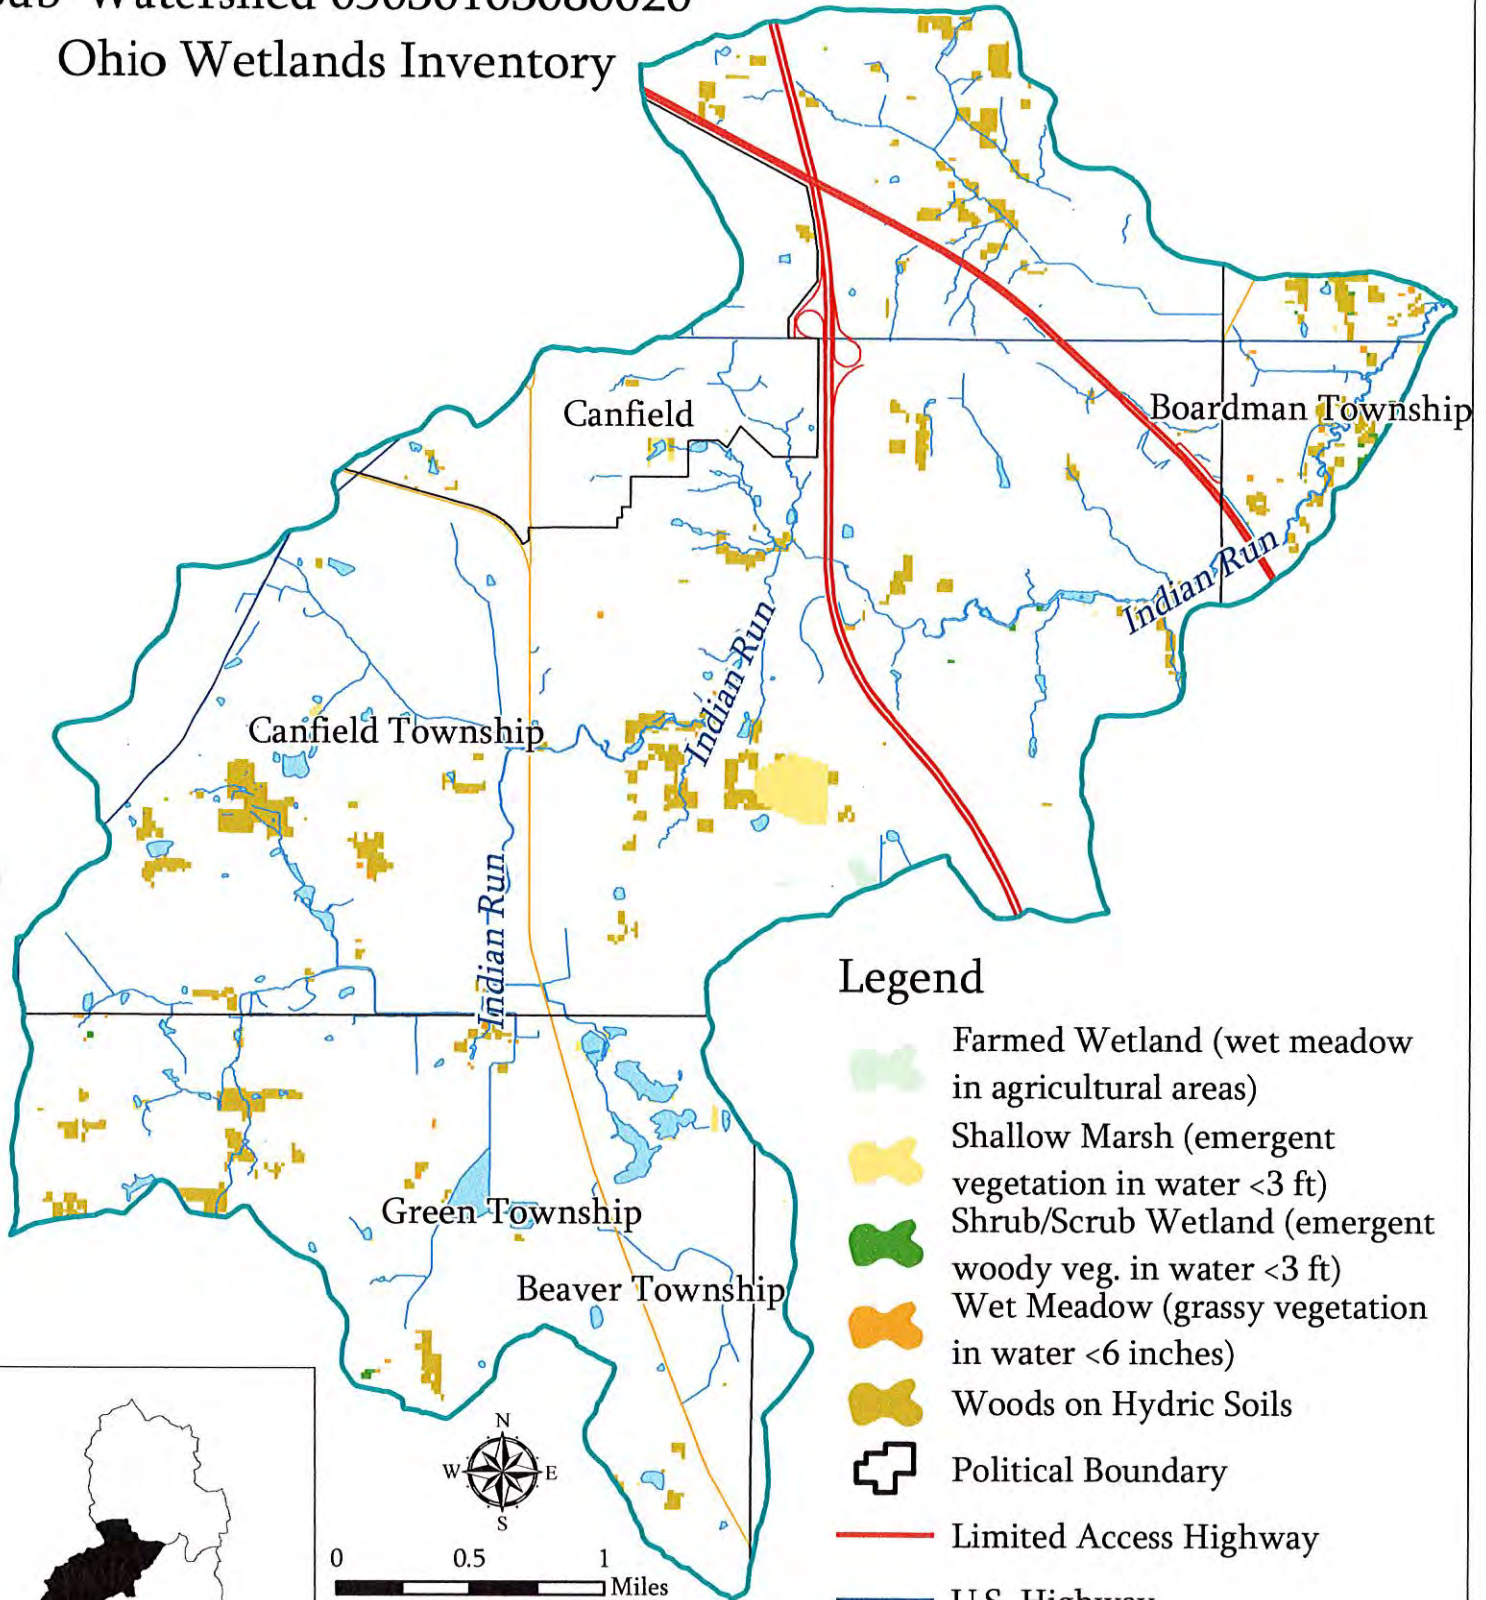 Ohio Wetlands Inventory
Canfield
Boardman Township
Indian Run
Indian Run
Canfield Township
Indian Run
Green Township
Beaver Township
Legend
Farmed Wetland (wet meadow
in agricultural areas)
Shallow Marsh (emergent
vegetation in water <3 ft)
Shrub/Scrub Wetland (emergent
woody veg. in water <3 ft)
Wet Meadow (grassy vegetation
in water <6 inches)
Woods on Hydric Soils
Political Boundary
Limited Access Highway
U.S. Highway
N
W E
S
0 0.5 1
Miles